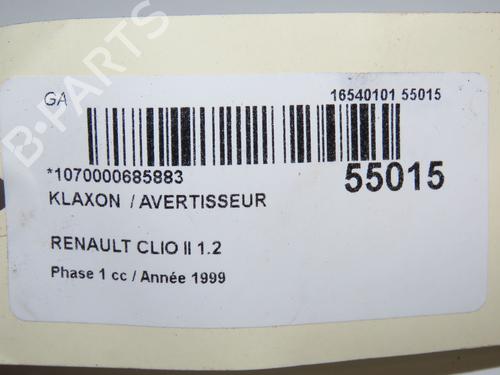 GA
16540101 55015
*1070000685883
55015
KLAXON / AVERTISSEUR
RENAULT CLIO II 1.2
Phase 1 cc / Année 1999
B-PARTS